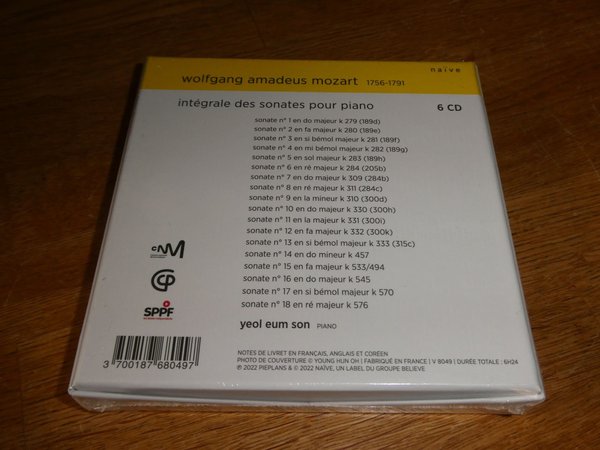 naïve
wolfgang amadeus mozart 1756-1791
intégrale des sonates pour piano 6 CD
sonate n° 1 en do majeur k 279 (189d)
sonate n° 2 en fa majeur k 280 (189e)
sonate n° 3 en si bémol majeur k 281 (189f)
sonate n° 4 en mi bémol majeur k 282 (189g)
sonate n° 5 en sol majeur k 283 (189h)
sonate n° 6 en ré majeur k 284 (205b)
sonate n° 7 en do majeur k 309 (284b)
sonate n° 8 en ré majeur k 311 (284c)
sonate n° 9 en la mineur k 310 (300d)
sonate n° 10 en do majeur k 330 (300h)
sonate n° 11 en la majeur k 331 (300i)
sonate n° 12 en fa majeur k 332 (300k)
sonate n° 13 en si bémol majeur k 333 (315c)
sonate n° 14 en do mineur k 457
sonate n° 15 en fa majeur k 533/494
sonate n° 16 en do majeur k 545
sonate n° 17 en si bémol majeur k 570
sonate n° 18 en ré majeur k 576
yeol eum son PIANO
cNM
SPPF
3 700187 680497
NOTES DE LIVRET EN FRANÇAIS, ANGLAIS ET CORÉEN
PHOTO DE COUVERTURE © YOUNG HUN OH | FABRIQUÉ EN FRANCE | V 8049 | DURÉE TOTALE : 6H24
℗ 2022 PIEPLANS & © 2022 NAÏVE, UN LABEL DU GROUPE BELIEVE